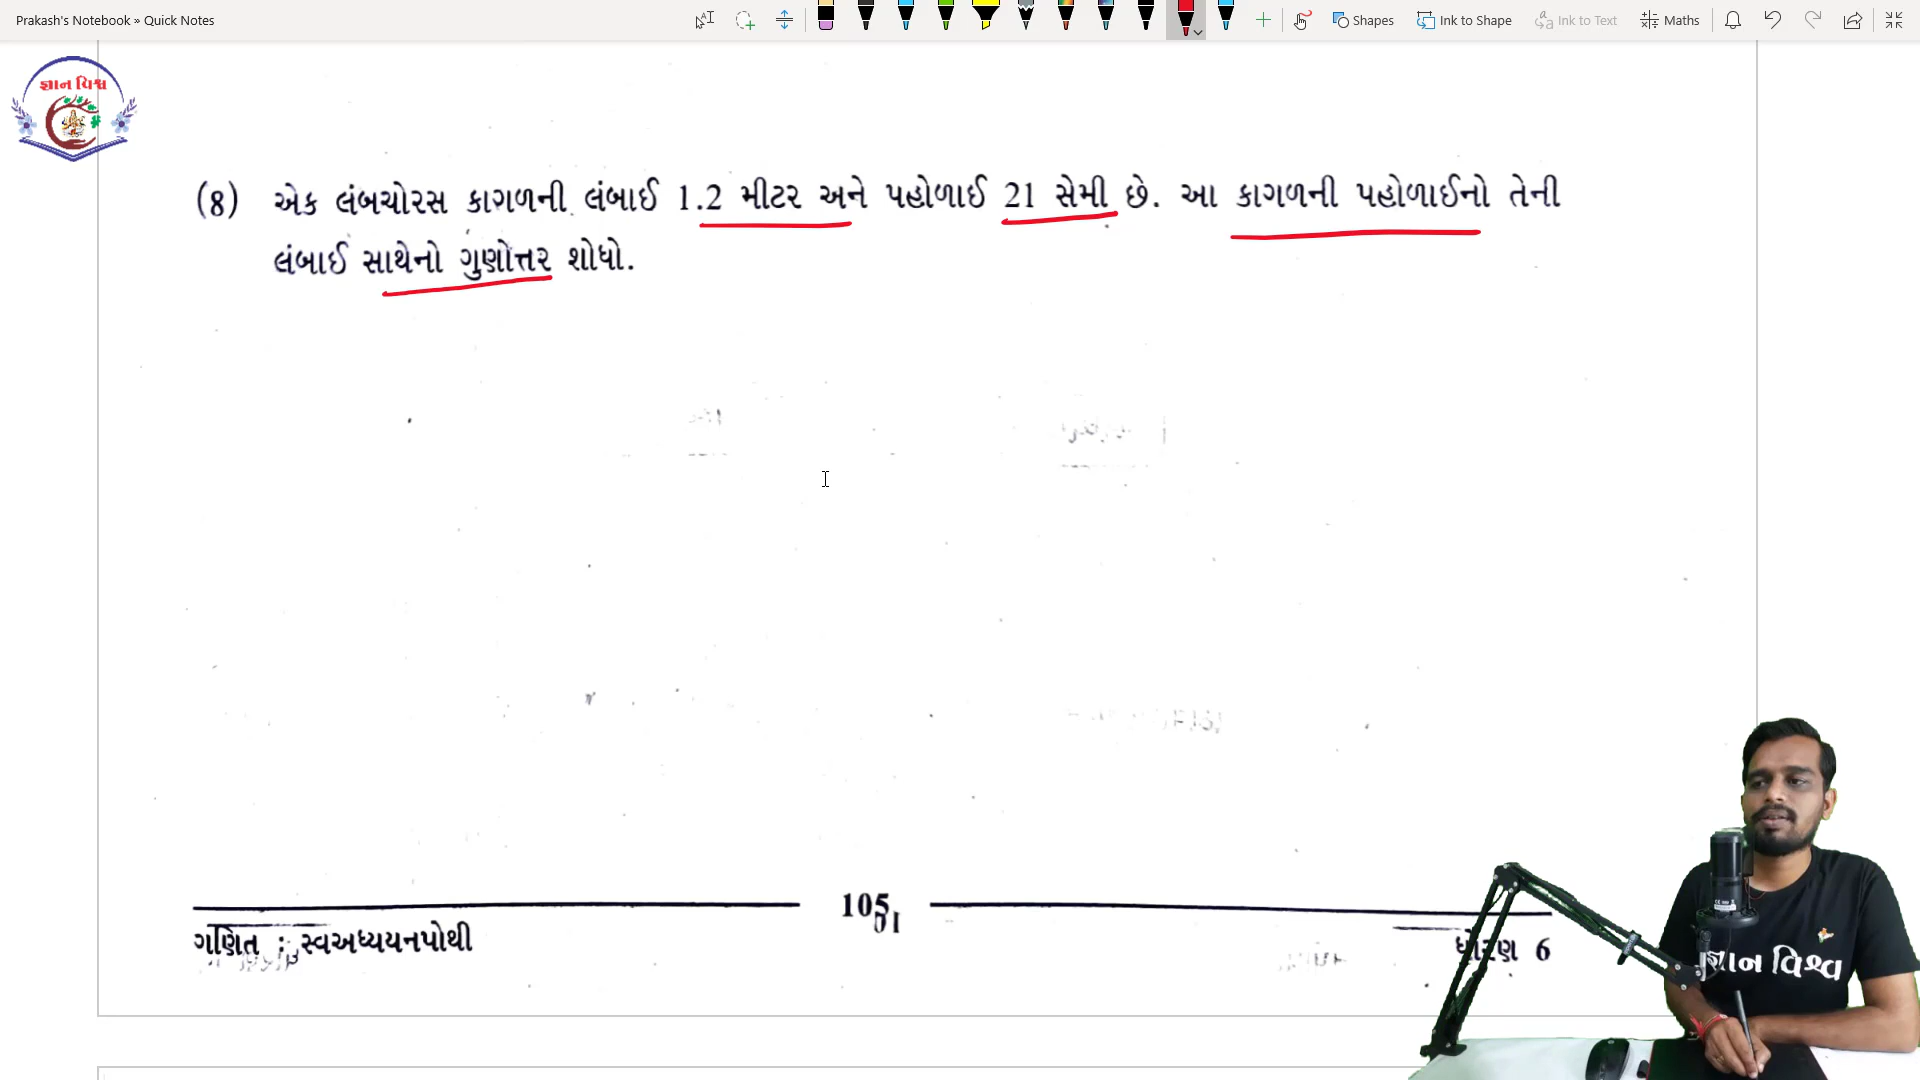 Prakash's Notebook » Quick Notes
Shapes
Ink to Shape
Ink to Text
Maths
જ્ઞાન વિશ્વ
(8) એક લંબચોરસ કાગળની લંબાઈ 1.2 મીટર અને પહોળાઈ 21 સેમી છે. આ કાગળની પહોળાઈનો તેની
લંબાઈ સાથેનો ગુણોત્તર શોધો.
105
ગણિત : સ્વઅધ્યયનપોથી
ધોરણ 6
જ્ઞાન વિશ્વ